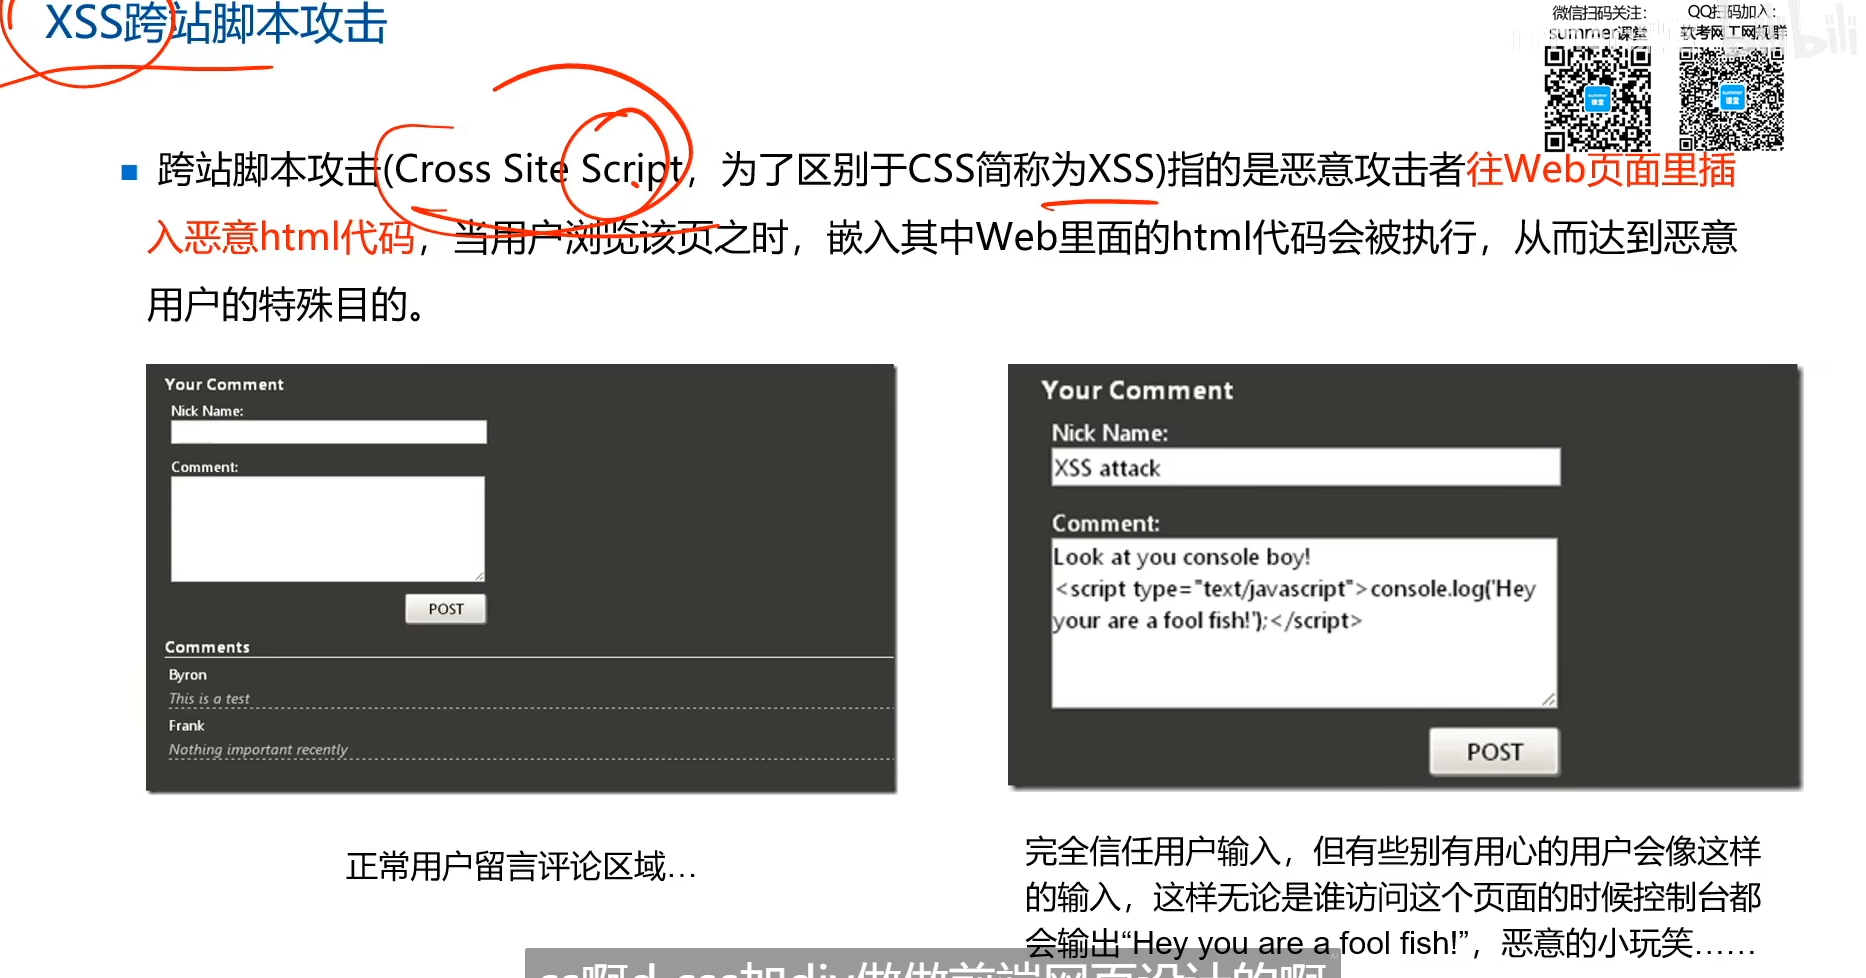 XSS跨站脚本攻击
微信扫码关注：
summer课堂
QQ扫码加入：
软考网工网规群
跨站脚本攻击(Cross Site Script，为了区别于CSS简称为XSS)指的是恶意攻击者往Web页面里插
入恶意html代码，当用户浏览该页之时，嵌入其中Web里面的html代码会被执行，从而达到恶意
用户的特殊目的。
Your Comment
Nick Name:
Comment:
POST
Comments
Byron
This is a test
Frank
Nothing important recently
正常用户留言评论区域...
Your Comment
Nick Name:
XSS attack
Comment:
Look at you console boy!
<script type="text/javascript">console.log('Hey
your are a fool fish!');</script>
POST
完全信任用户输入，但有些别有用心的用户会像这样
的输入，这样无论是谁访问这个页面的时候控制台都
会输出“Hey you are a fool fish!”，恶意的小玩笑……